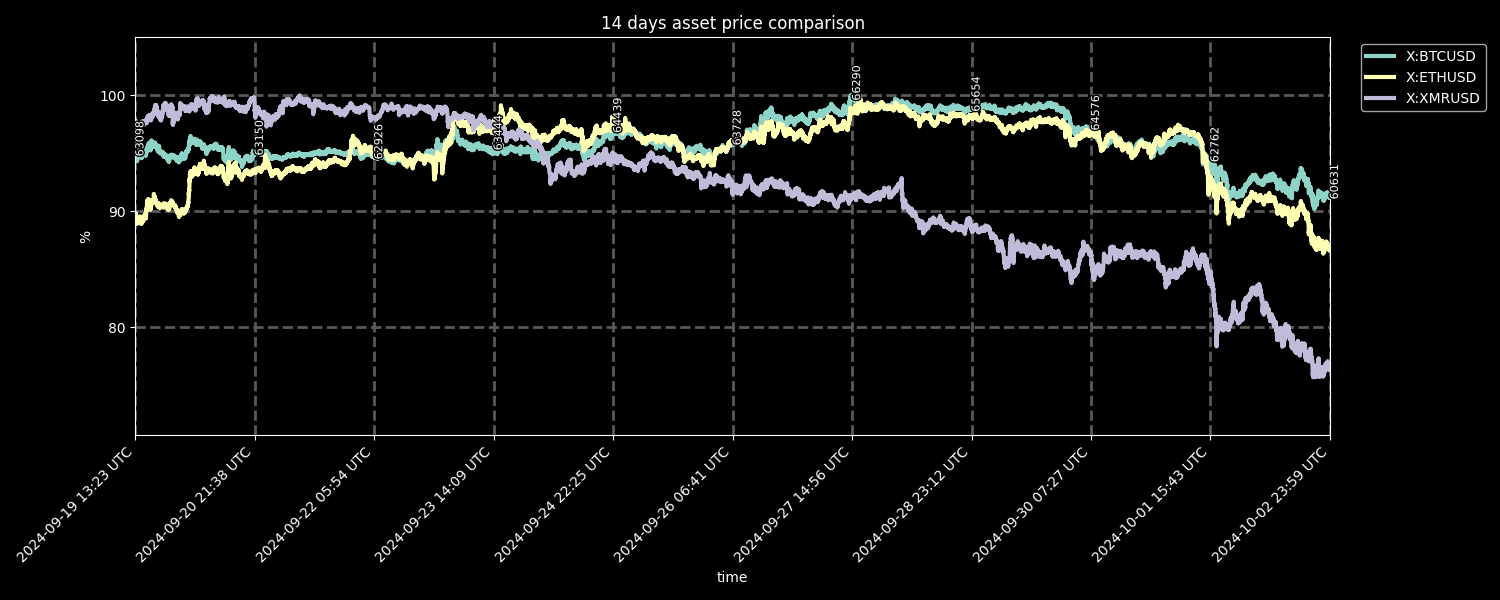 14 days asset price comparison
X:BTCUSD
X:ETHUSD
X:XMRUSD
100
90
80
%
63098
63150
62926
63444
64439
63728
66290
65654
64576
62762
60631
2024-09-19 13:23 UTC
2024-09-20 21:38 UTC
2024-09-22 05:54 UTC
2024-09-23 14:09 UTC
2024-09-24 22:25 UTC
2024-09-26 06:41 UTC
2024-09-27 14:56 UTC
2024-09-28 23:12 UTC
2024-09-30 07:27 UTC
2024-10-01 15:43 UTC
2024-10-02 23:59 UTC
time